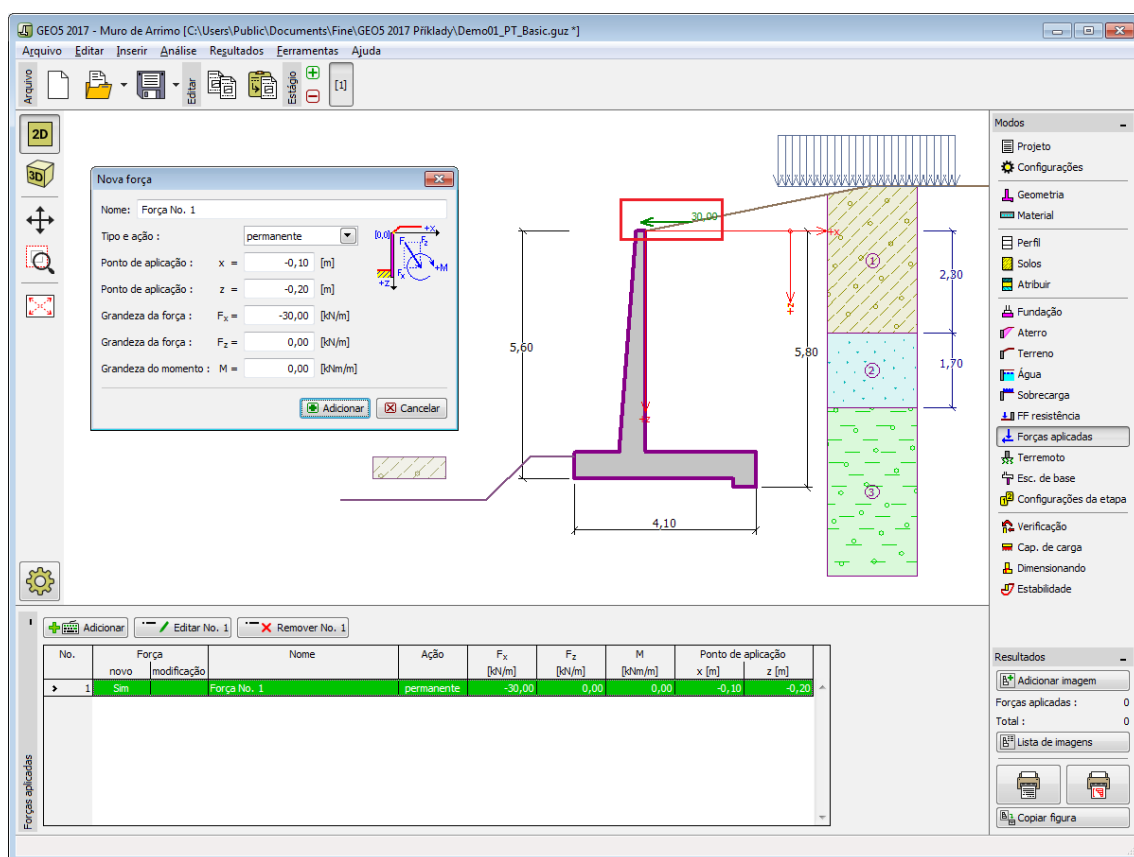 GEO5 2017 - Muro de Arrimo [C:\Users\Public\Documents\Fine\GEO5 2017 Příklady\Demo01_PT_Basic.guz *]
Arquivo Editar Inserir Análise Resultados Ferramentas Ajuda
Arquivo
Editar
Estágio
[1]
2D
3D
Nova força
Nome: Força No. 1
Tipo e ação : permanente
Ponto de aplicação : x = -0,10 [m]
Ponto de aplicação : z = -0,20 [m]
Grandeza da força : Fx = -30,00 [kN/m]
Grandeza da força : Fz = 0,00 [kN/m]
Grandeza do momento : M = 0,00 [kNm/m]
Adicionar Cancelar
[0,0] +X
F Fz
Fx +M
+Z
30,00
+x
+z
+z
5,60
5,80
4,10
1
2
3
2,30
1,70
Modos
Projeto
Configurações
Geometria
Material
Perfil
Solos
Atribuir
Fundação
Aterro
Terreno
Água
Sobrecarga
FF resistência
Forças aplicadas
Terremoto
Esc. de base
Configurações da etapa
Verificação
Cap. de carga
Dimensionando
Estabilidade
Forças aplicadas
Adicionar Editar No. 1 Remover No. 1
No. Força Nome Ação Fx Fz M Ponto de aplicação
novo modificação [kN/m] [kN/m] [kNm/m] x [m] z [m]
> 1 Sim Força No. 1 permanente -30,00 0,00 0,00 -0,10 -0,20
Resultados
Adicionar imagem
Forças aplicadas : 0
Total : 0
Lista de imagens
Copiar figura